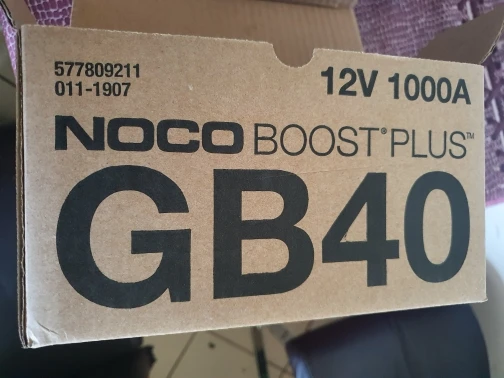 577809211
011-1907
12V 1000A
NOCO BOOST® PLUS™
GB40